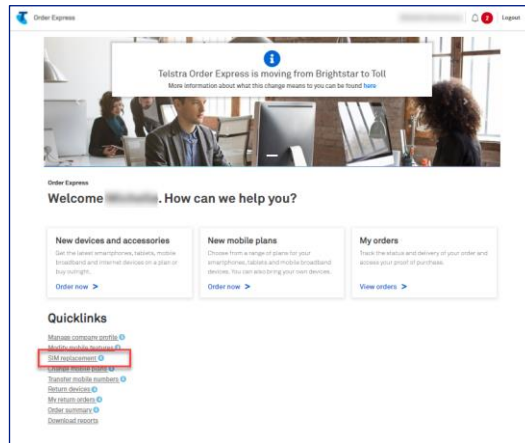 Order Express
Logout
Telstra Order Express is moving from Brightstar to Toll
More information about what this change means to you can be found here
Order Express
Welcome . How can we help you?
New devices and accessories
Get the latest smartphones, tablets, mobile
broadband and internet devices on a plan or
buy outright.
Order now >
New mobile plans
Choose from a range of plans for your
smartphones, tablets and mobile broadband
devices. You can also bring your own devices.
Order now >
My orders
Track the status and delivery of your order and
access your proof of purchase.
View orders >
Quicklinks
Manage company profile
Modify mobile features
SIM replacement
Change mobile plans
Transfer mobile numbers
Return devices
My return orders
Order summary
Download reports